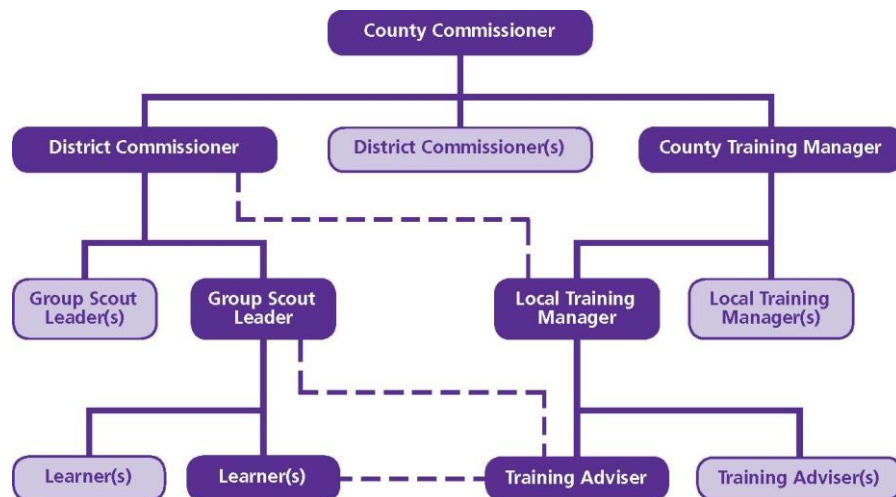 County Commissioner
District Commissioner
District Commissioner(s)
County Training Manager
Group Scout
Leader(s)
Group Scout
Leader
Local Training
Manager
Local Training
Manager(s)
Learner(s)
Learner(s)
Training Adviser
Training Adviser(s)